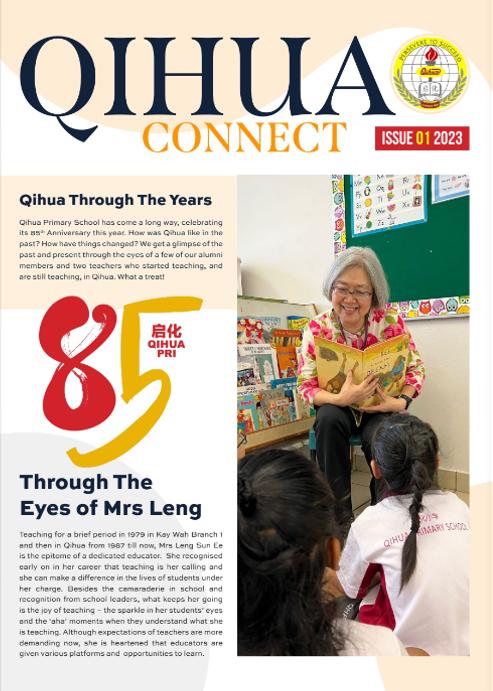 QIHUA
CONNECT
PERSEVERE TO SUCCEED
ISSUE 01 2023
Qihua Through The Years
Qihua Primary School has come a long way, celebrating
its 85th Anniversary this year. How was Qihua like in the
past? How have things changed? We get a glimpse of the
past and present through the eyes of a few of our alumni
members and two teachers who started teaching, and
are still teaching, in Qihua. What a treat!
85
启化
QIHUA
PRI
Through The
Eyes of Mrs Leng
Teaching for a brief period in 1979 in Kay Wah Branch 1
and then in Qihua from 1987 till now, Mrs Leng Sun Ee
is the epitome of a dedicated educator. She recognised
early on in her career that teaching is her calling and
she can make a difference in the lives of students under
her charge. Besides the camaraderie in school and
recognition from school leaders, what keeps her going
is the joy of teaching – the sparkle in her students' eyes
and the 'aha' moments when they understand what she
is teaching. Although expectations of teachers are more
demanding now, she is heartened that educators are
given various platforms and opportunities to learn.
QIHUA PRIMARY SCHOOL